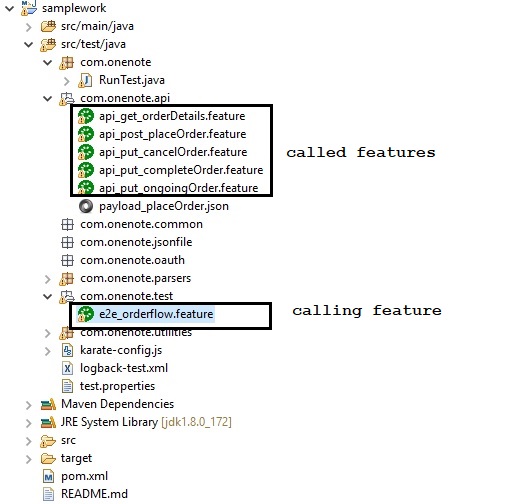 samplework
src/main/java
src/test/java
com.onenote
RunTest.java
com.onenote.api
api_get_orderDetails.feature
api_post_placeOrder.feature
api_put_cancelOrder.feature
called features
api_put_completeOrder.feature
api_put_ongoingOrder.feature
payload_placeOrder.json
com.onenote.common
com.onenote.jsonfile
com.onenote.oauth
com.onenote.parsers
com.onenote.test
e2e_orderflow.feature
calling feature
com.onenote.utilities
karate-config.js
logback-test.xml
test.properties
Maven Dependencies
JRE System Library [jdk1.8.0_172]
src
target
pom.xml
README.md